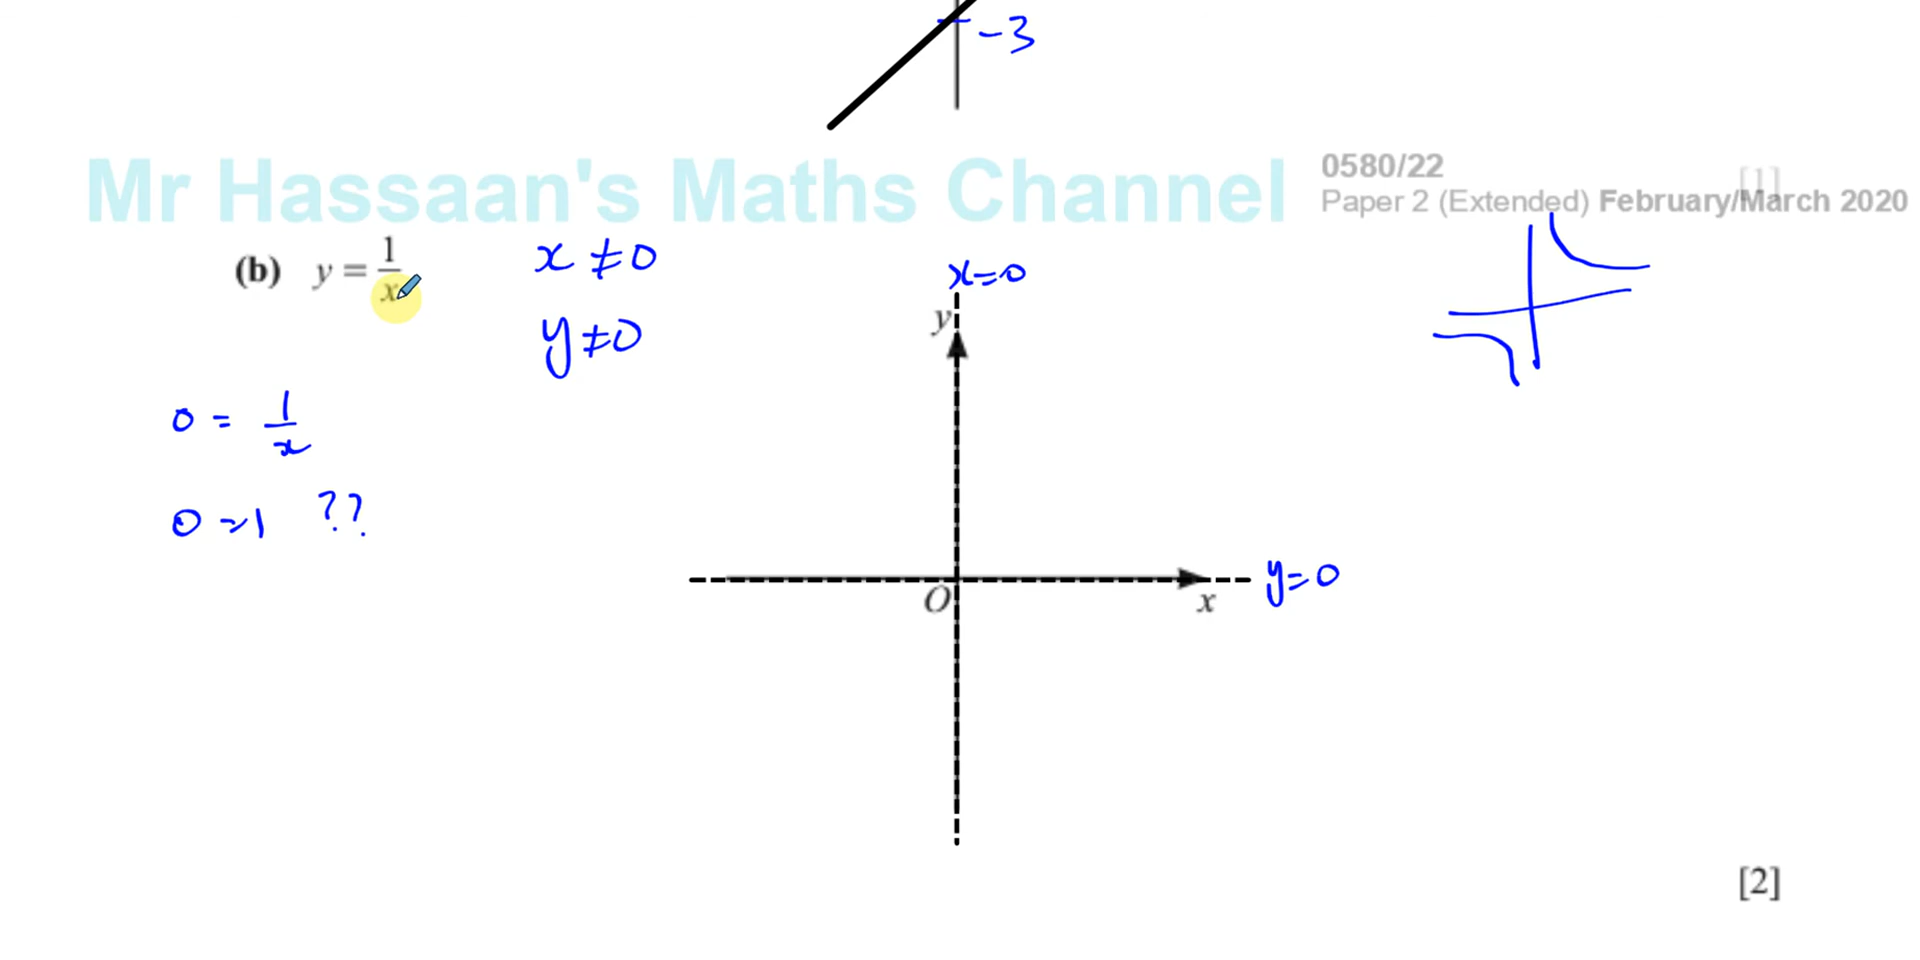 -3
Mr Hassaan's Maths Channel
0580/22
[1]
Paper 2 (Extended) February/March 2020
(b) y = 1/x
x ≠ 0
y ≠ 0
x=0
y
0 = 1/x
0 = 1 ??
O
x
y=0
[2]